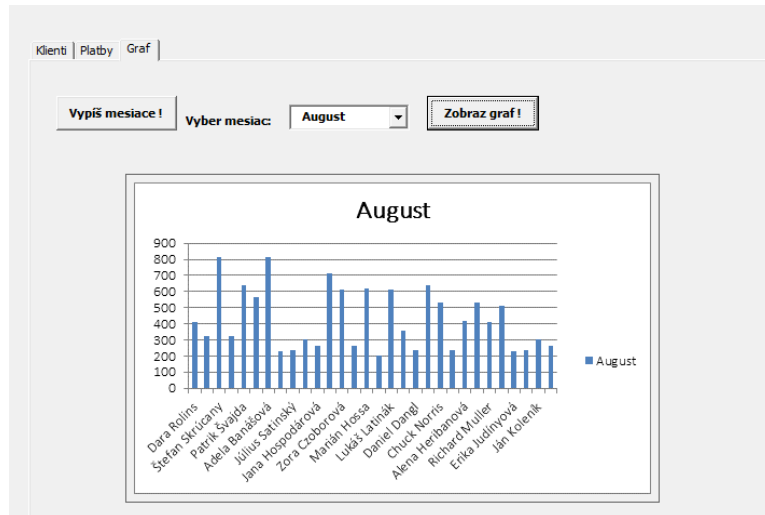 Klienti Platby Graf
Vypíš mesiace !
Vyber mesiac:
August
Zobraz graf !
August
900
800
700
600
500
400
300
200
100
0
August
Dara Rolins
Štefan Skrúcany
Patrik Švajda
Adela Banášová
Július Satinský
Jana Hospodárová
Zora Czoborová
Marián Hossa
Lukáš Latinák
Daniel Dangl
Chuck Norris
Alena Heribanová
Richard Müller
Erika Judínyová
Ján Koleník